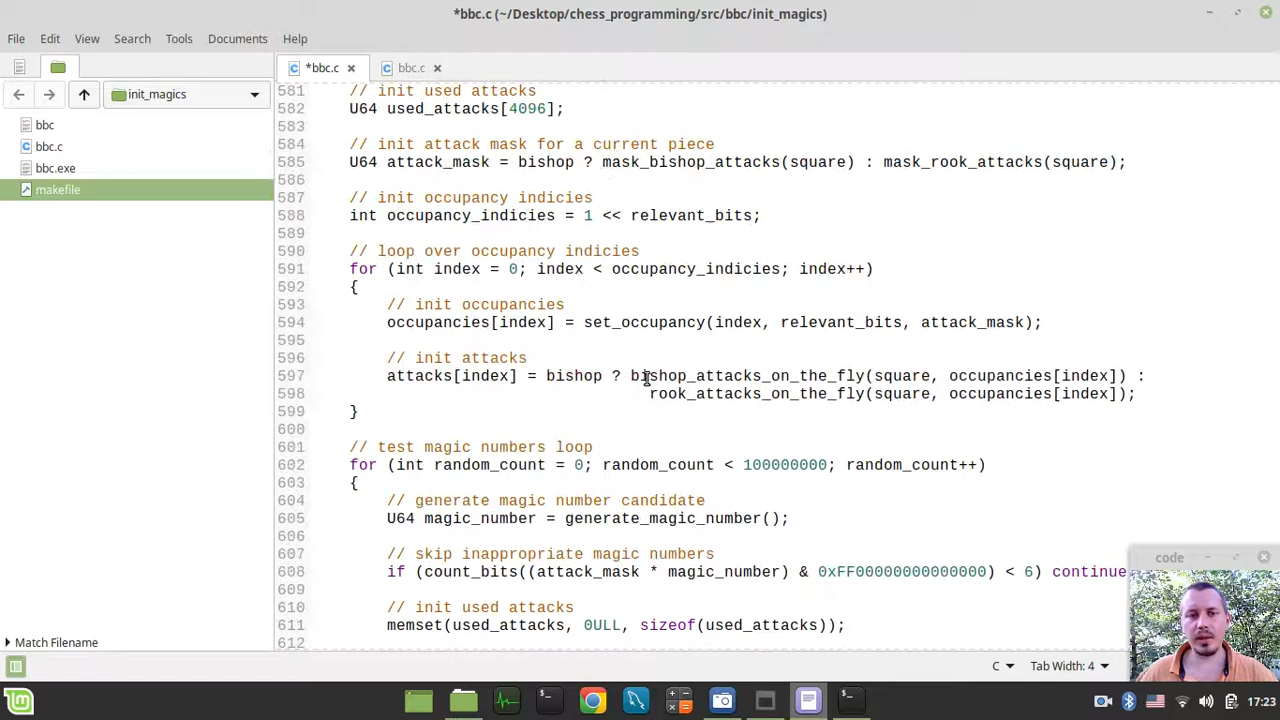 *bbc.c (~/Desktop/chess_programming/src/bbc/init_magics)
File Edit View Search Tools Documents Help
*bbc.c bbc.c
init_magics
bbc
bbc.c
bbc.exe
makefile
581 // init used attacks
582 U64 used_attacks[4096];
583
584 // init attack mask for a current piece
585 U64 attack_mask = bishop ? mask_bishop_attacks(square) : mask_rook_attacks(square);
586
587 // init occupancy indicies
588 int occupancy_indicies = 1 << relevant_bits;
589
590 // loop over occupancy indicies
591 for (int index = 0; index < occupancy_indicies; index++)
592 {
593 // init occupancies
594 occupancies[index] = set_occupancy(index, relevant_bits, attack_mask);
595
596 // init attacks
597 attacks[index] = bishop ? bishop_attacks_on_the_fly(square, occupancies[index]) :
598 rook_attacks_on_the_fly(square, occupancies[index]);
599 }
600
601 // test magic numbers loop
602 for (int random_count = 0; random_count < 100000000; random_count++)
603 {
604 // generate magic number candidate
605 U64 magic_number = generate_magic_number();
606
607 // skip inappropriate magic numbers
608 if (count_bits((attack_mask * magic_number) & 0xFF00000000000000) < 6) continue
609
610 // init used attacks
611 memset(used_attacks, 0ULL, sizeof(used_attacks));
612
Match Filename
code
C Tab Width: 4
17:23